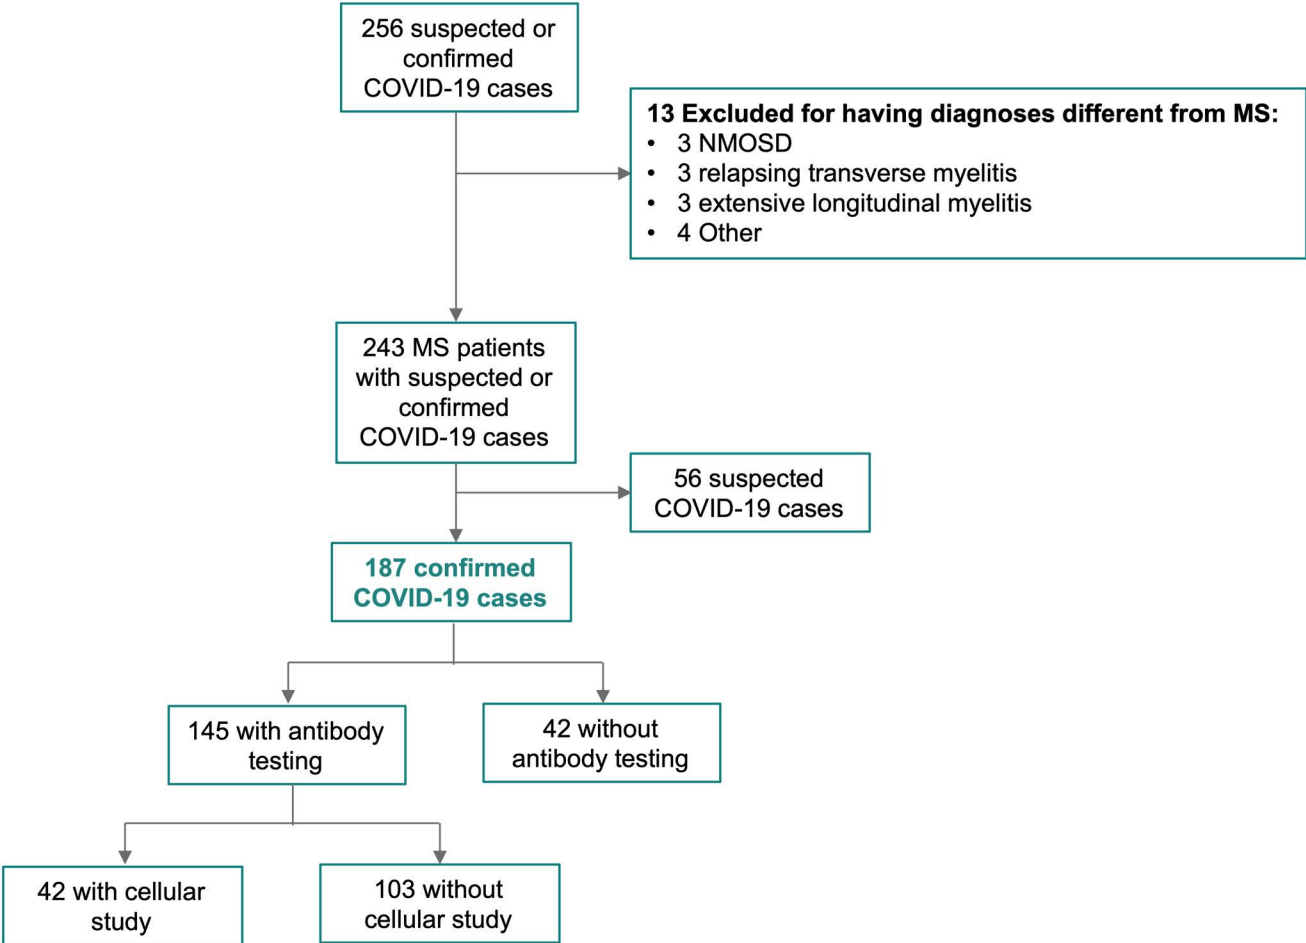 256 suspected or
confirmed
COVID-19 cases
13 Excluded for having diagnoses different from MS:
• 3 NMOSD
• 3 relapsing transverse myelitis
• 3 extensive longitudinal myelitis
• 4 Other
243 MS patients
with suspected or
confirmed
COVID-19 cases
56 suspected
COVID-19 cases
187 confirmed
COVID-19 cases
145 with antibody
testing
42 without
antibody testing
42 with cellular
study
103 without
cellular study